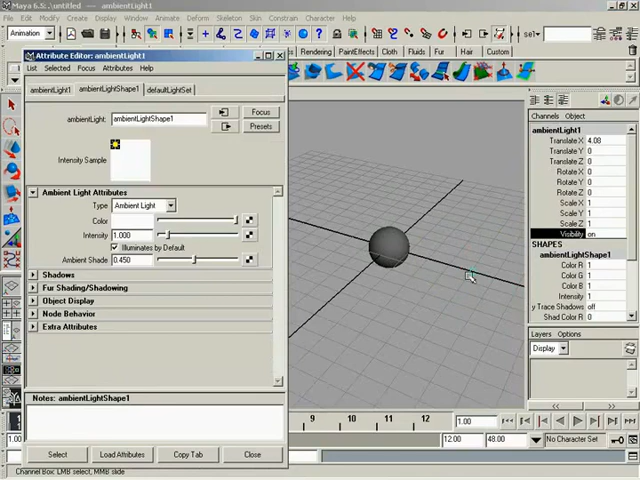 Maya 6.5: .\untitled --- ambientLight1
File Edit Modify Create Display Window Animate Deform Skeleton Skin Constrain Character Help
Animation
sel
Rendering PaintEffects Cloth Fluids Fur Hair Custom
Attribute Editor: ambientLight1
List Selected Focus Attributes Help
ambientLight1 ambientLightShape1 defaultLightSet
ambientLight: ambientLightShape1 Focus
Presets
Intensity Sample
Ambient Light Attributes
Type Ambient Light
Color
Intensity 1.000
Illuminates by Default
Ambient Shade 0.450
Shadows
Fur Shading/Shadowing
Object Display
Node Behavior
Extra Attributes
Notes: ambientLightShape1
Select Load Attributes Copy Tab Close
Channels Object
ambientLight1
Translate X 4.08
Translate Y 0
Translate Z 0
Rotate X 0
Rotate Y 0
Rotate Z 0
Scale X 1
Scale Y 1
Scale Z 1
Visibility on
SHAPES
ambientLightShape1
Color R 1
Color G 1
Color B 1
Intensity 1
y Trace Shadows off
Shad Color R 0
Layers Options
Display
9 10 11 12 1.00
1.00 12.00 48.00 No Character Set
Channel Box: LMB select, MMB slide